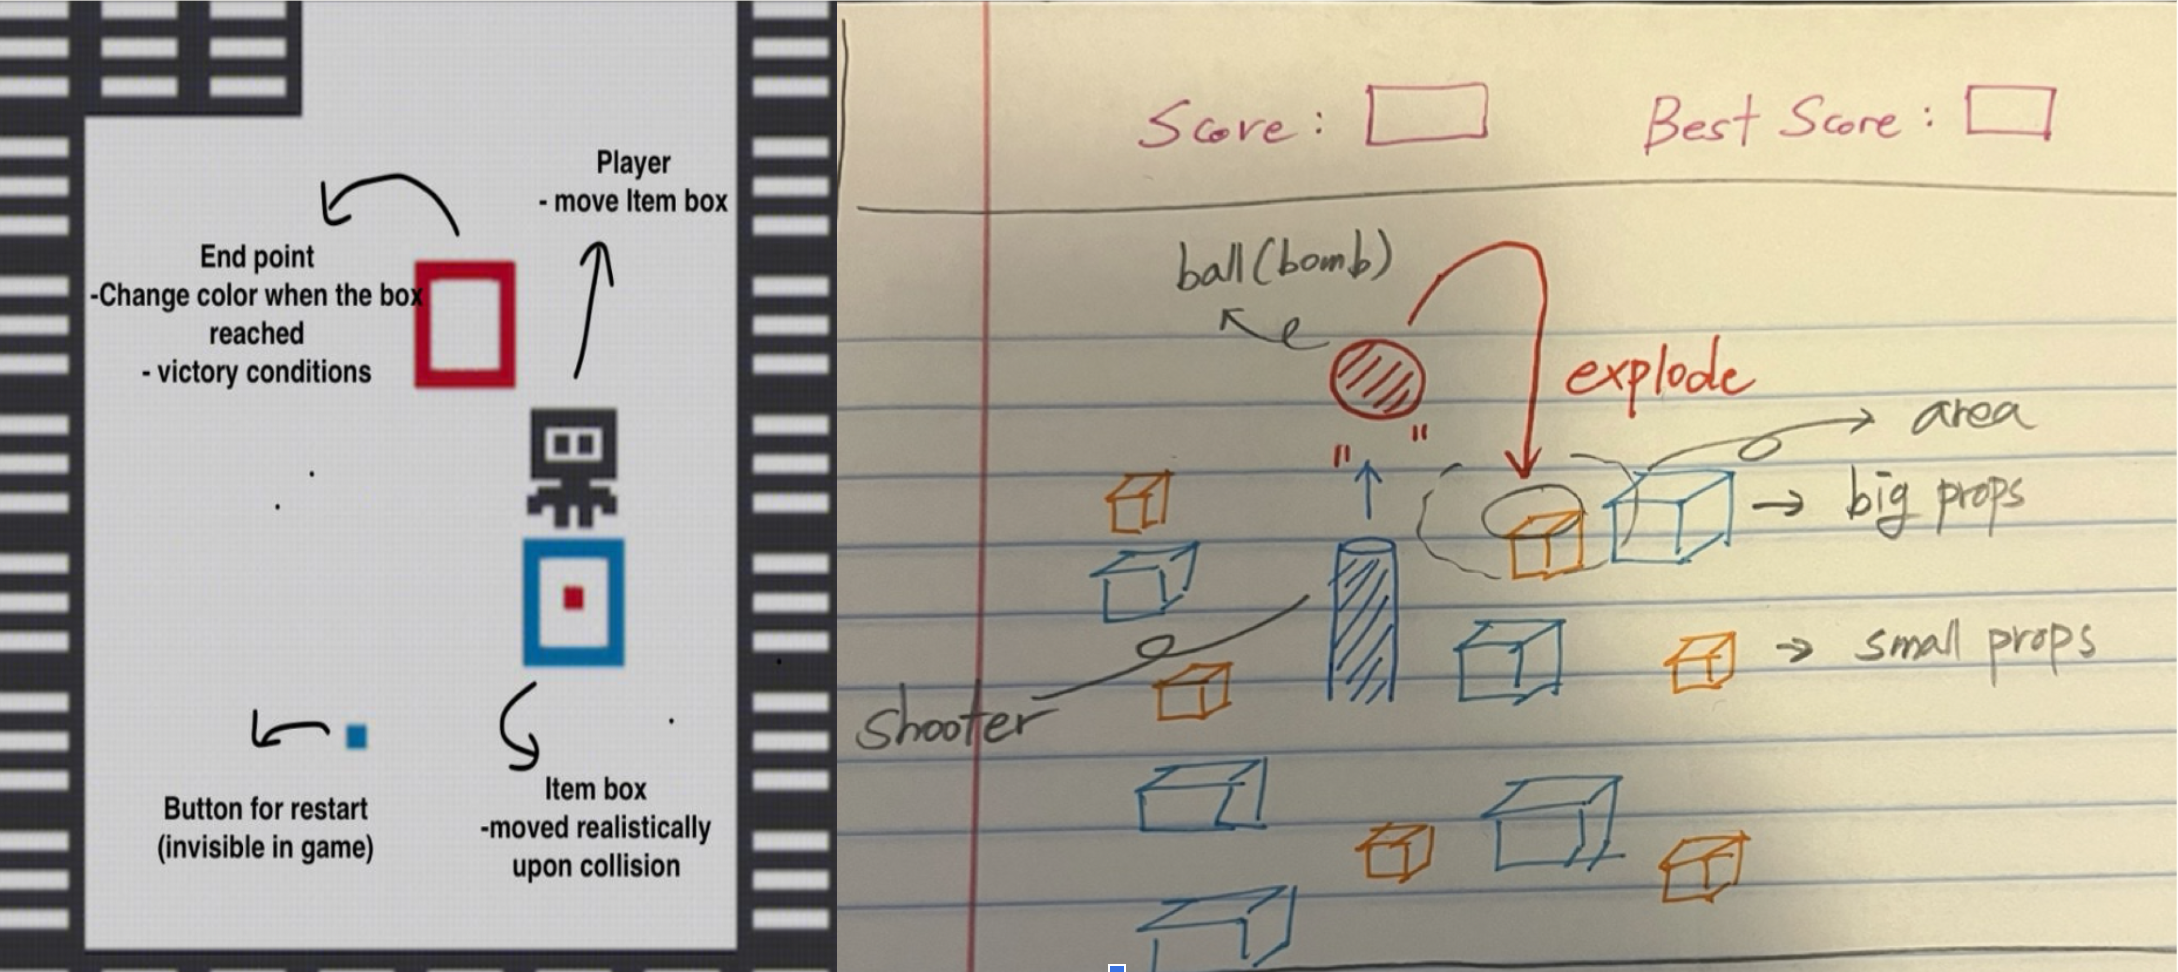 Player
- move Item box
End point
-Change color when the box
reached
- victory conditions
Button for restart
(invisible in game)
Item box
-moved realistically
upon collision
Score :
Best Score :
ball(bomb)
explode
area
big props
small props
shooter